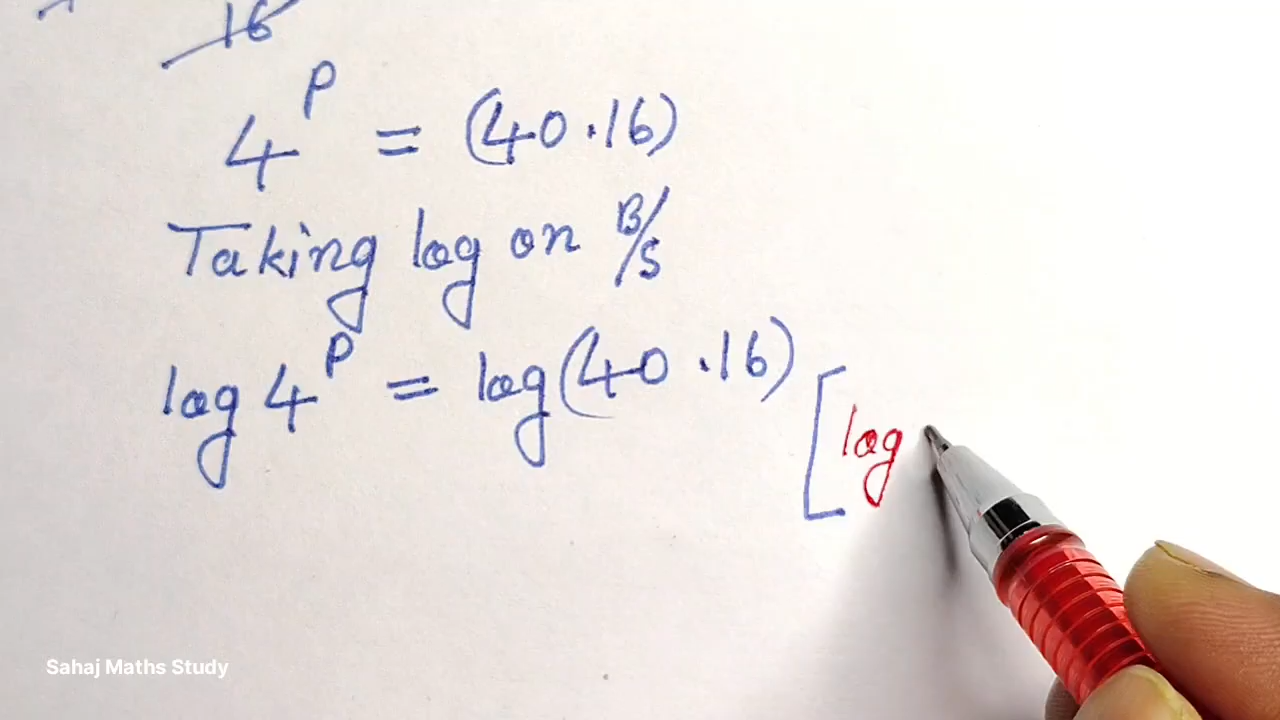 16
4^P = (40.16)
Taking log on B/S
log 4^P = log(40.16) [log
Sahaj Maths Study